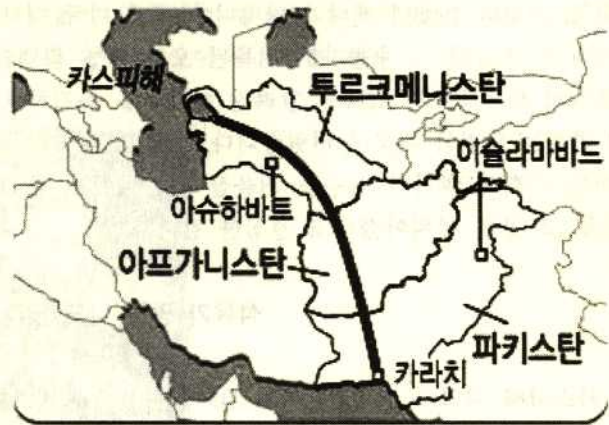 카스피해
투르크메니스탄
이슬라마바드
아슈하바트
아프가니스탄
파키스탄
카라치